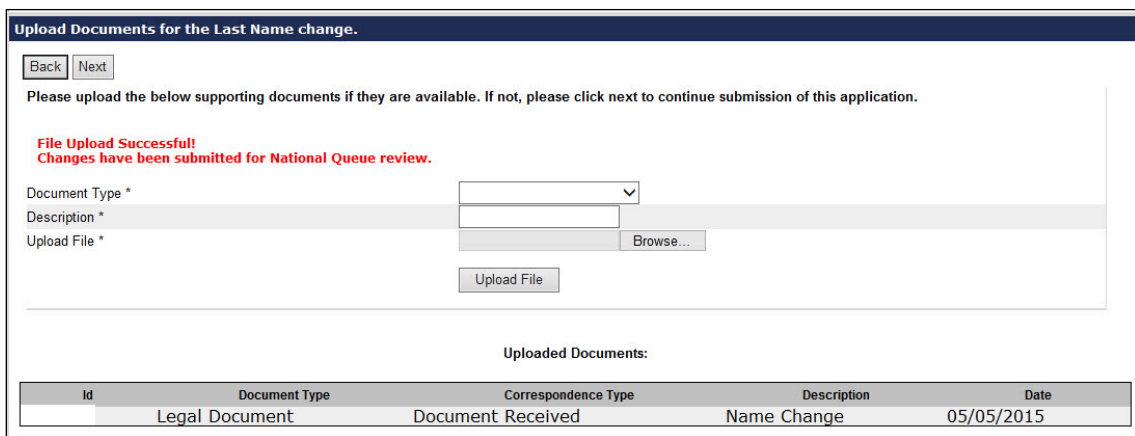 Upload Documents for the Last Name change.
Back Next
Please upload the below supporting documents if they are available. If not, please click next to continue submission of this application.
File Upload Successful!
Changes have been submitted for National Queue review.
Document Type *
Description *
Upload File * Browse...
Upload File
Uploaded Documents:
Id Document Type Correspondence Type Description Date
Legal Document Document Received Name Change 05/05/2015